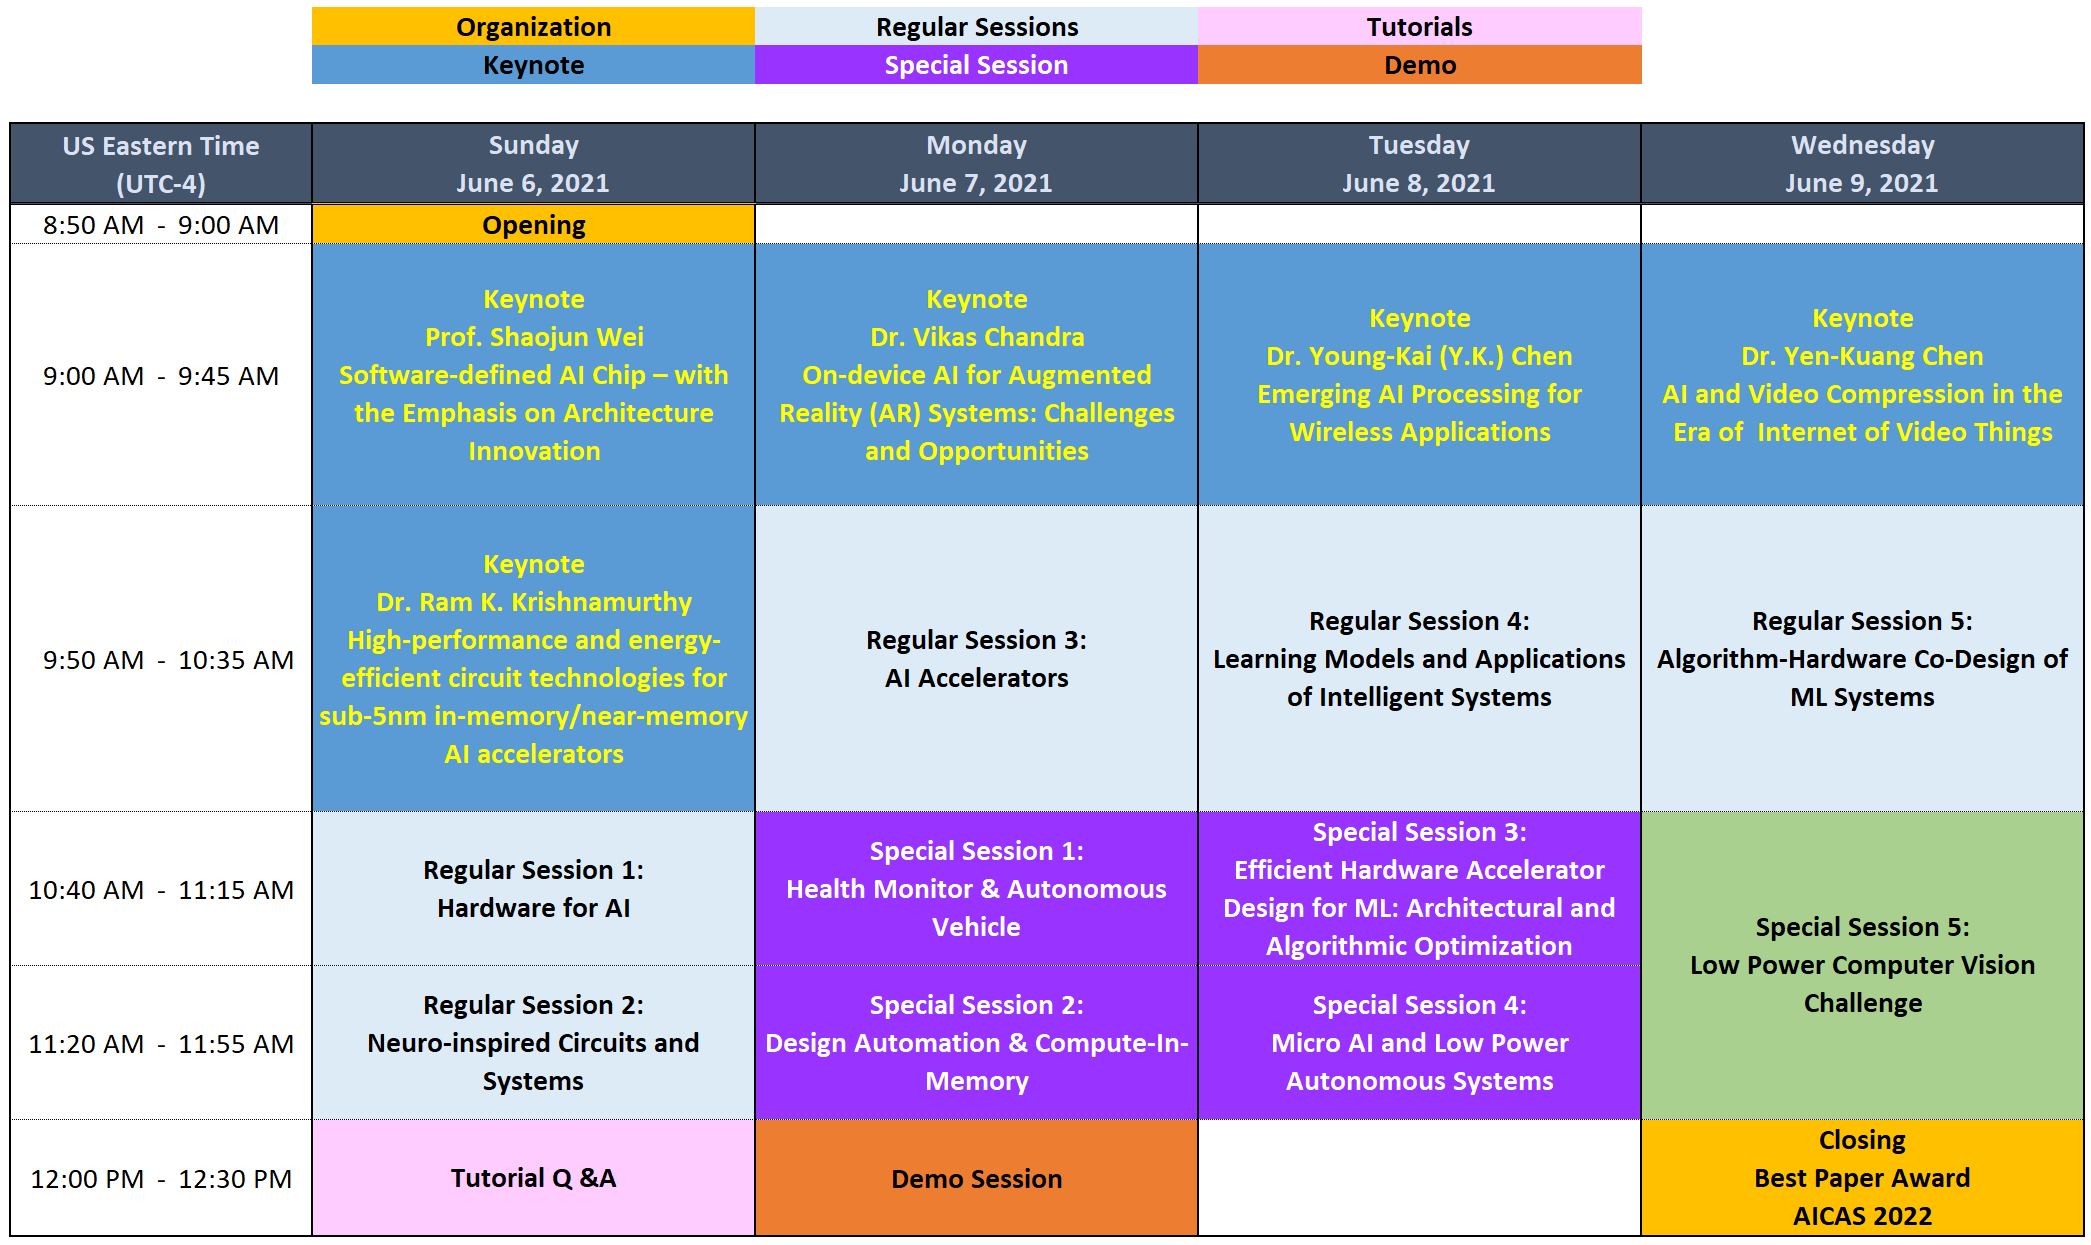 Organization
Regular Sessions
Tutorials
Keynote
Special Session
Demo
US Eastern Time
(UTC-4)
Sunday
June 6, 2021
Monday
June 7, 2021
Tuesday
June 8, 2021
Wednesday
June 9, 2021
8:50 AM - 9:00 AM
Opening
9:00 AM - 9:45 AM
Keynote
Prof. Shaojun Wei
Software-defined AI Chip – with
the Emphasis on Architecture
Innovation
Keynote
Dr. Vikas Chandra
On-device AI for Augmented
Reality (AR) Systems: Challenges
and Opportunities
Keynote
Dr. Young-Kai (Y.K.) Chen
Emerging AI Processing for
Wireless Applications
Keynote
Dr. Yen-Kuang Chen
AI and Video Compression in the
Era of  Internet of Video Things
9:50 AM - 10:35 AM
Keynote
Dr. Ram K. Krishnamurthy
High-performance and energy-
efficient circuit technologies for
sub-5nm in-memory/near-memory
AI accelerators
Regular Session 3:
AI Accelerators
Regular Session 4:
Learning Models and Applications
of Intelligent Systems
Regular Session 5:
Algorithm-Hardware Co-Design of
ML Systems
10:40 AM - 11:15 AM
Regular Session 1:
Hardware for AI
Special Session 1:
Health Monitor & Autonomous
Vehicle
Special Session 3:
Efficient Hardware Accelerator
Design for ML: Architectural and
Algorithmic Optimization
Special Session 5:
Low Power Computer Vision
Challenge
11:20 AM - 11:55 AM
Regular Session 2:
Neuro-inspired Circuits and
Systems
Special Session 2:
Design Automation & Compute-In-
Memory
Special Session 4:
Micro AI and Low Power
Autonomous Systems
12:00 PM - 12:30 PM
Tutorial Q &A
Demo Session
Closing
Best Paper Award
AICAS 2022